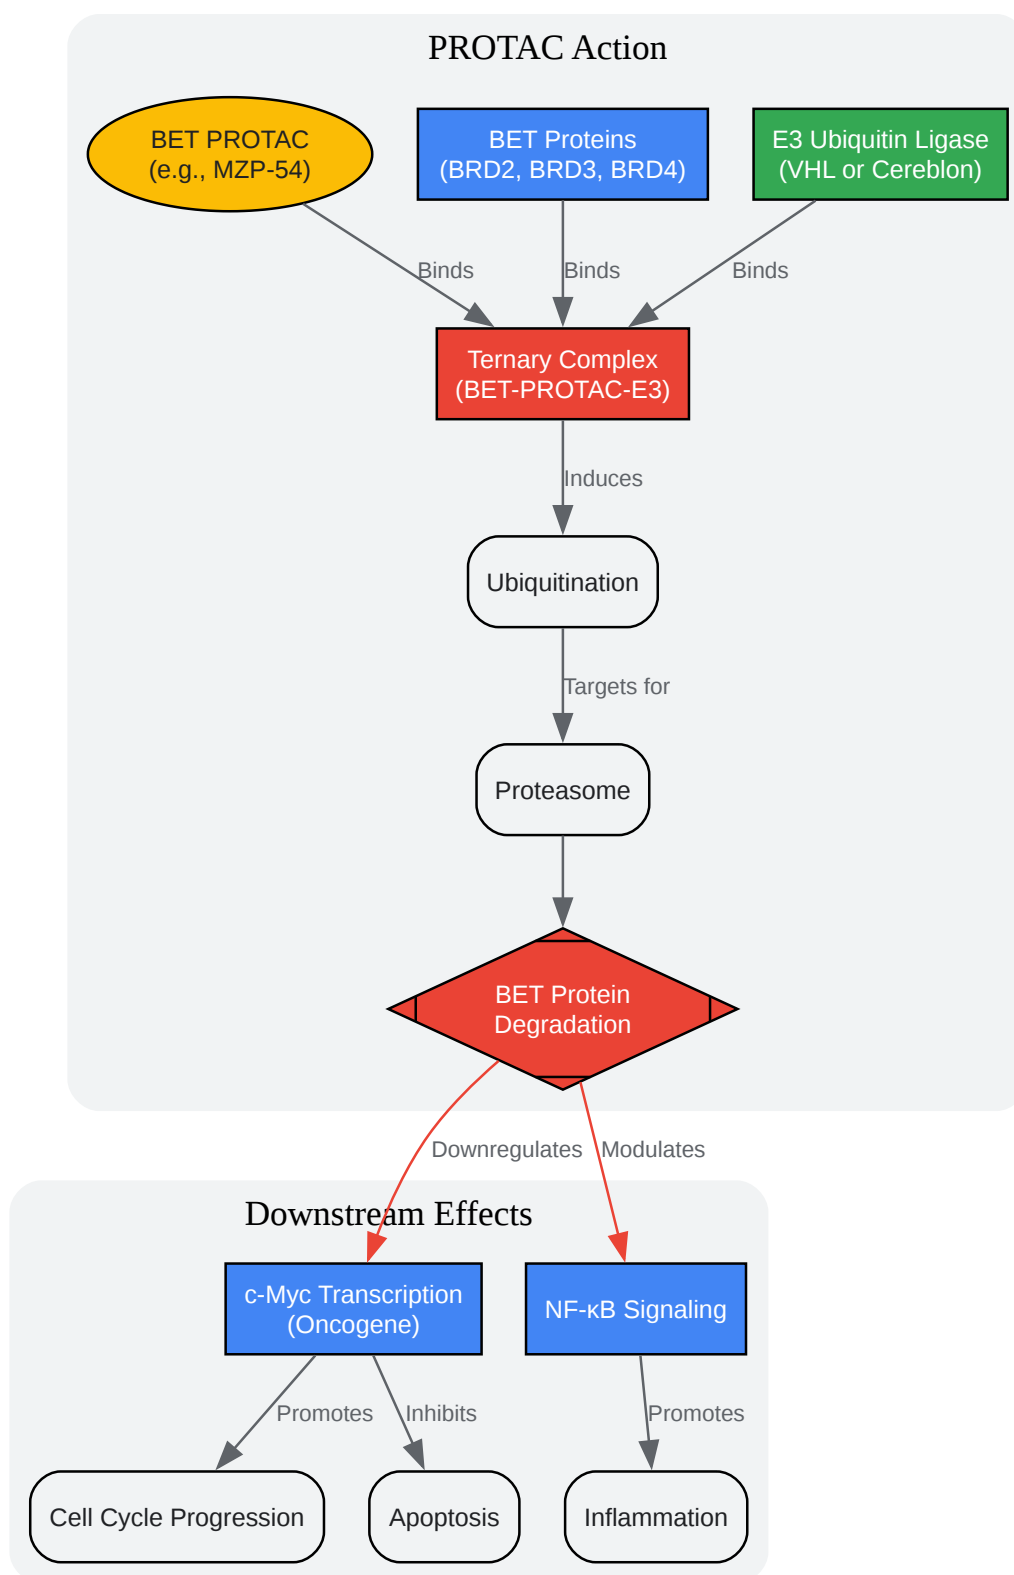 PROTAC Action
BET PROTAC
(e.g., MZP-54)
BET Proteins
(BRD2, BRD3, BRD4)
E3 Ubiquitin Ligase
(VHL or Cereblon)
Binds
Binds
Binds
Ternary Complex
(BET-PROTAC-E3)
Induces
Ubiquitination
Targets for
Proteasome
BET Protein
Degradation
Downregulates
Modulates
Downstream Effects
c-Myc Transcription
(Oncogene)
NF-κB Signaling
Promotes
Inhibits
Promotes
Cell Cycle Progression
Apoptosis
Inflammation